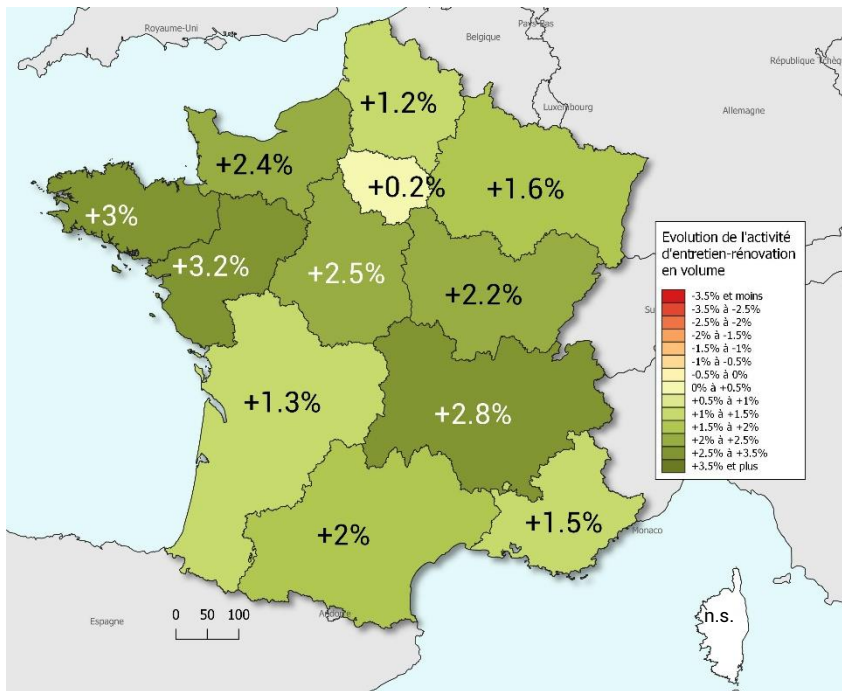 Royaume-Uni
Pays-Bas
Belgique
République Tchèq
Luxembourg
Allemagne
+1.2%
+2.4%
+0.2%
+1.6%
+3%
+3.2%
+2.5%
+2.2%
Evolution de l'activité
d'entretien-rénovation
en volume
-3.5% et moins
-3.5% à -2.5%
-2.5% à -2%
-2% à -1.5%
-1.5% à -1%
-1% à -0.5%
-0.5% à 0%
0% à +0.5%
+0.5% à +1%
+1% à +1.5%
+1.5% à +2%
+2% à +2.5%
+2.5% à +3.5%
+3.5% et plus
+1.3%
+2.8%
+2%
+1.5%
Monaco
0 50 100
Andorre
Espagne
n.s.